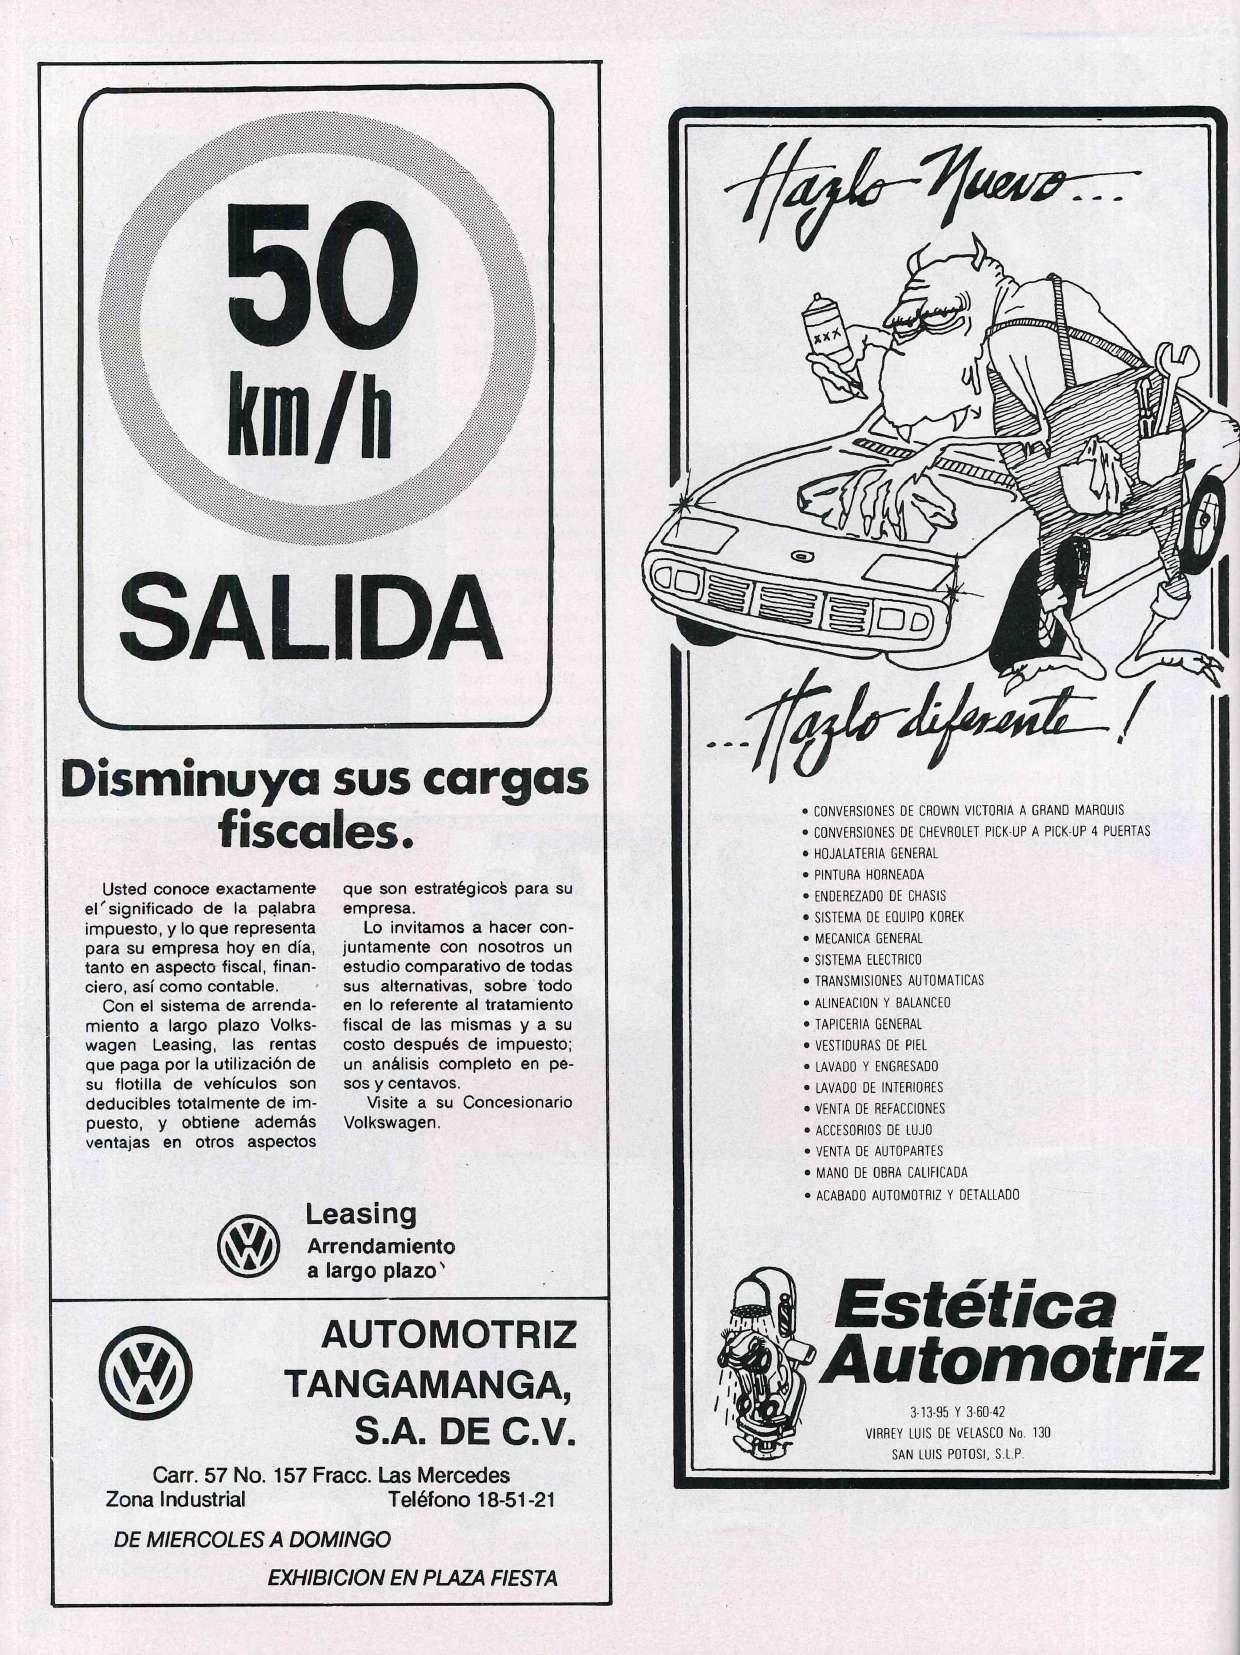 50
km/h
SALIDA
Disminuya sus cargas
fiscales.
Usted conoce exactamente
el significado de la palabra
impuesto, y lo que representa
para su empresa hoy en día,
tanto en aspecto fiscal, finan-
ciero, así como contable.
Con el sistema de arrenda-
miento a largo plazo Volks-
wagen Leasing, las rentas
que paga por la utilización de
su flotilla de vehículos son
deducibles totalmente de im-
puesto, y obtiene además
ventajas en otros aspectos
que son estratégicos para su
empresa.
Lo invitamos a hacer con-
juntamente con nosotros un
estudio comparativo de todas
sus alternativas, sobre todo
en lo referente al tratamiento
fiscal de las mismas y a su
costo después de impuesto;
un análisis completo en pe-
sos y centavos.
Visite a su Concesionario
Volkswagen.
Leasing
Arrendamiento
a largo plazo
AUTOMOTRIZ
TANGAMANGA,
S.A. DE C.V.
Carr. 57 No. 157 Fracc. Las Mercedes
Zona Industrial Teléfono 18-51-21
DE MIERCOLES A DOMINGO
EXHIBICION EN PLAZA FIESTA
Hazlo Nuevo...
XXX
...Hazlo diferente!
• CONVERSIONES DE CROWN VICTORIA A GRAND MARQUIS
• CONVERSIONES DE CHEVROLET PICK-UP A PICK-UP 4 PUERTAS
• HOJALATERIA GENERAL
• PINTURA HORNEADA
• ENDEREZADO DE CHASIS
• SISTEMA DE EQUIPO KOREK
• MECANICA GENERAL
• SISTEMA ELECTRICO
• TRANSMISIONES AUTOMATICAS
• ALINEACION Y BALANCEO
• TAPICERIA GENERAL
• VESTIDURAS DE PIEL
• LAVADO Y ENGRESADO
• LAVADO DE INTERIORES
• VENTA DE REFACCIONES
• ACCESORIOS DE LUJO
• VENTA DE AUTOPARTES
• MANO DE OBRA CALIFICADA
• ACABADO AUTOMOTRIZ Y DETALLADO
Estética
Automotriz
3-13-95 Y 3-60-42
VIRREY LUIS DE VELASCO No. 130
SAN LUIS POTOSI, S.L.P.